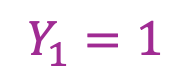 Y₁ = 1